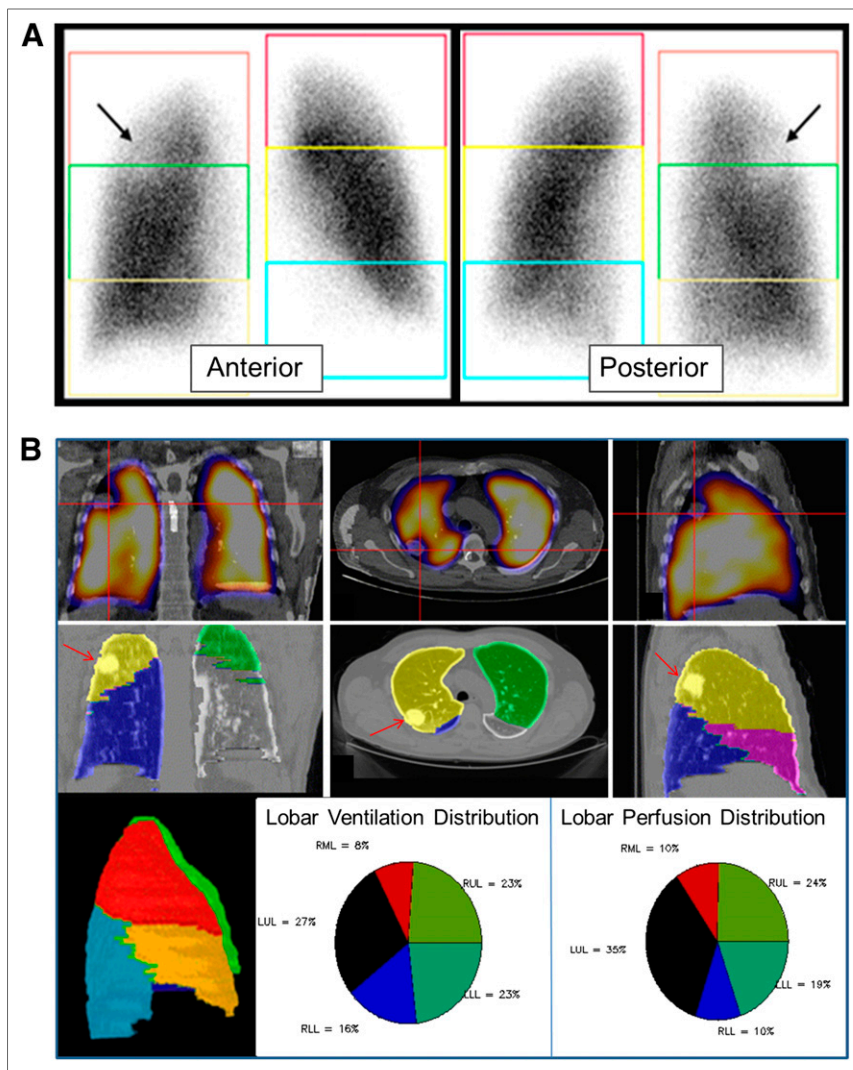 A
Anterior
Posterior
B
Lobar Ventilation Distribution
RML = 8%
RUL = 23%
LUL = 27%
LLL = 23%
RLL = 16%
Lobar Perfusion Distribution
RML = 10%
RUL = 24%
LUL = 35%
LLL = 19%
RLL = 10%